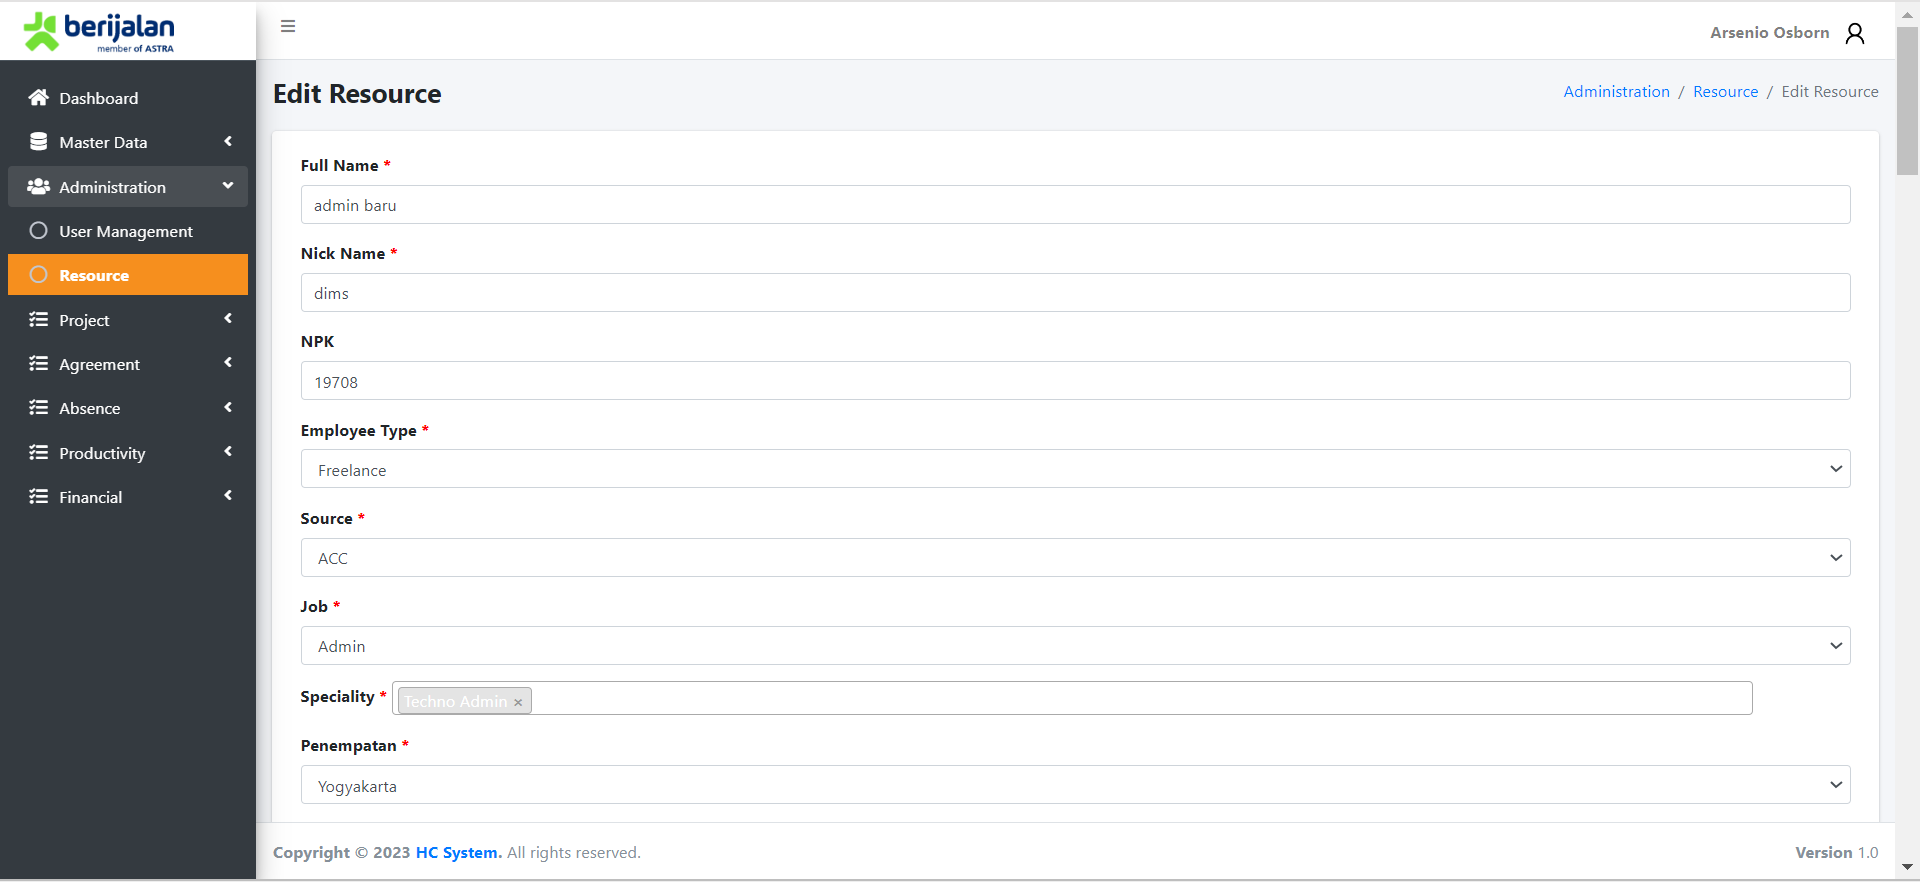 berijalan
member of ASTRA
Arsenio Osborn
Dashboard
Master Data
Administration
User Management
Resource
Project
Agreement
Absence
Productivity
Financial
Edit Resource
Administration / Resource / Edit Resource
Full Name *
admin baru
Nick Name *
dims
NPK
19708
Employee Type *
Freelance
Source *
ACC
Job *
Admin
Speciality * Techno Admin ×
Penempatan *
Yogyakarta
Copyright © 2023 HC System. All rights reserved.
Version 1.0